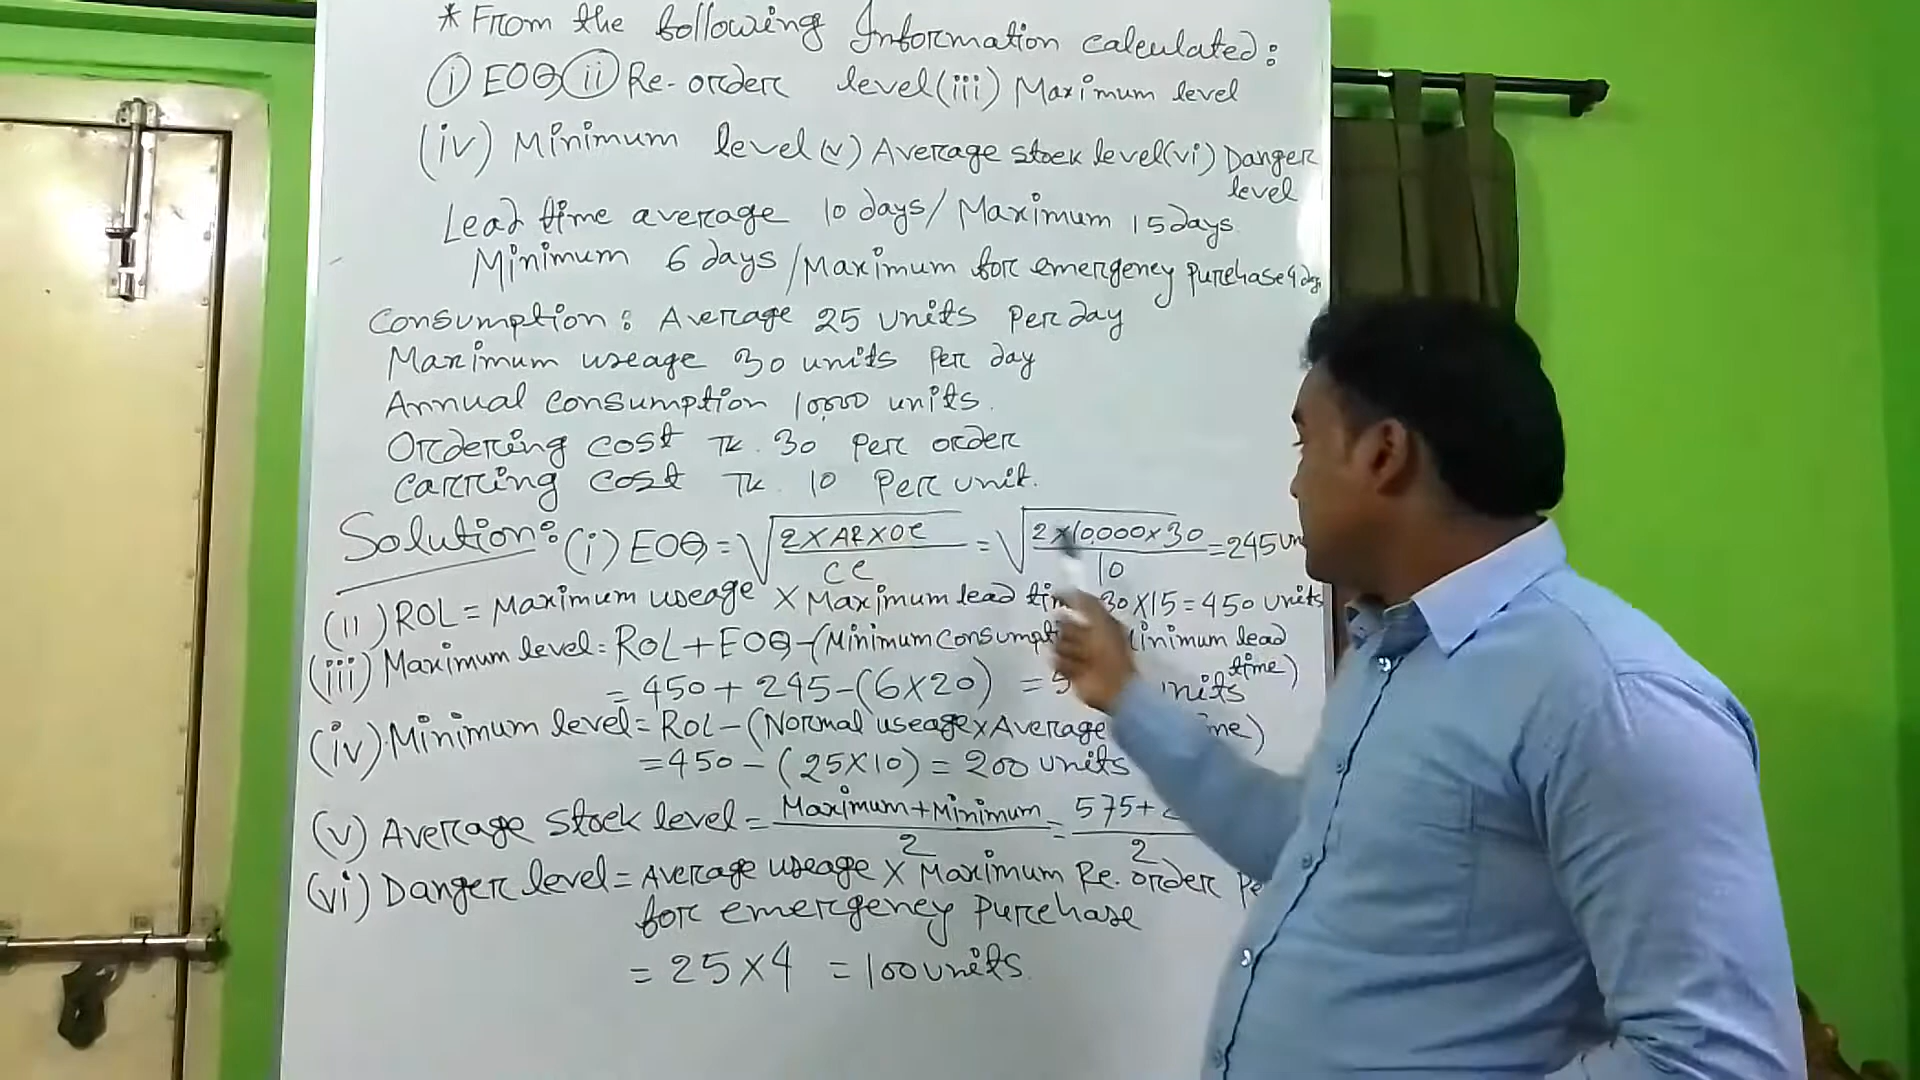 * From the following Information calculated:
(i) EOQ (ii) Re-order level (iii) Maximum level
(iv) Minimum level (v) Average stock level (vi) Danger level
Lead time average 10 days/ Maximum 15 days.
Minimum 6 days/Maximum for emergency purchase 4 days
Consumption: Average 25 units Per day
Maximum useage 30 units Per day
Annual consumption 10,000 units.
Ordering cost Tk. 30 Per order
Carring cost Tk. 10 Per unit.
Solution: (i) EOQ = √2×AR×OC / CC = √2×10,000×30 / 10 = 245
(ii) ROL = Maximum useage × Maximum lead 30×15 = 450 units
(iii) Maximum level = ROL + EOQ - (Minimum lead time)
= 450 + 245 - (6×20) =
(iv) Minimum level = ROL - (Normal useage × Average
= 450 - (25×10) = 200 units
(v) Average stock level = Maximum + Minimum / 2 = 575 + / 2
(vi) Danger level = Average useage × Maximum Re. order
for emergency purchase
= 25×4 = 100 units.